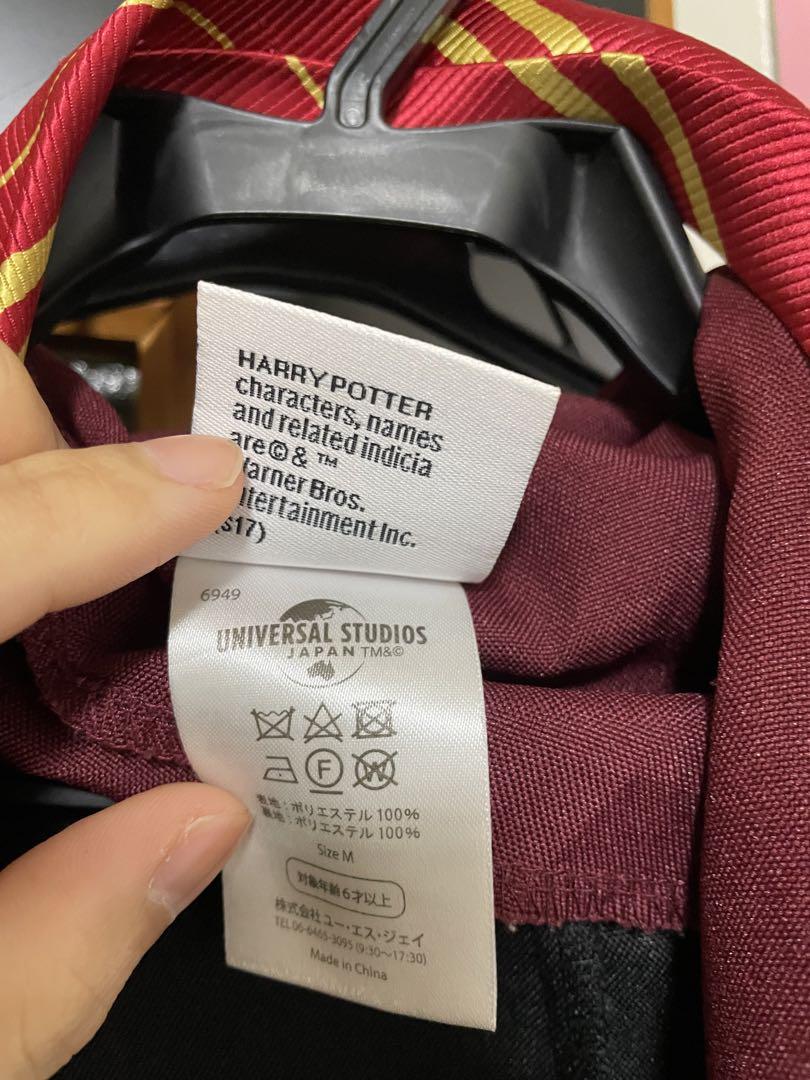 HARRY POTTER
characters, names
and related indicia
are © & ™
Warner Bros.
Entertainment Inc.
(s17)
6949
UNIVERSAL STUDIOS
JAPAN TM&©
F
W
表地：ポリエステル 100%
裏地：ポリエステル 100%
Size M
対象年齢6才以上
株式会社ユー・エス・ジェイ
TEL 06-6465-3095 (9:30〜17:30)
Made in China